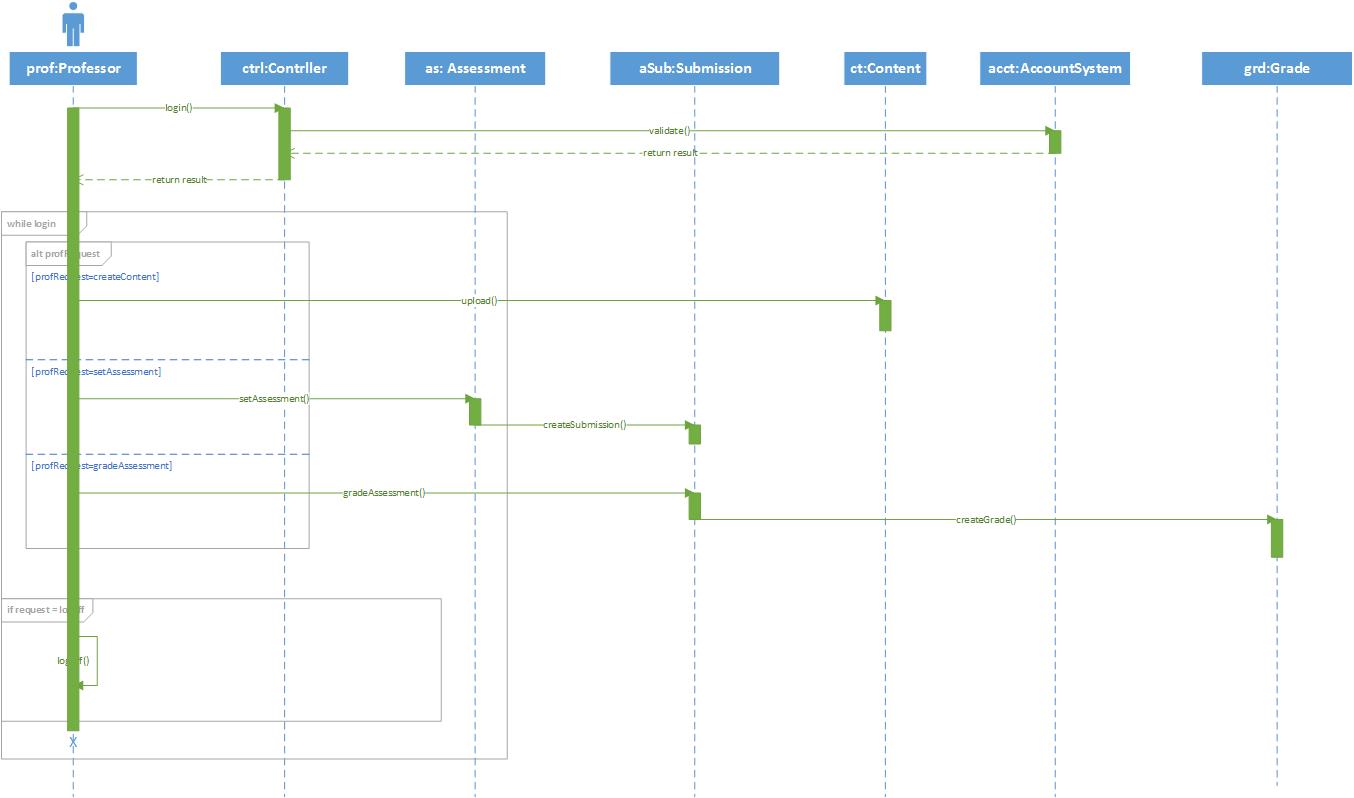 prof:Professor
ctrl:Contrller
as: Assessment
aSub:Submission
ct:Content
acct:AccountSystem
grd:Grade
login()
validate()
return result
return result
while login
alt profRequest
[profRequest=createContent]
upload()
[profRequest=setAssessment]
setAssessment()
createSubmission()
[profRequest=gradeAssessment]
gradeAssessment()
createGrade()
if request = logoff
logoff()